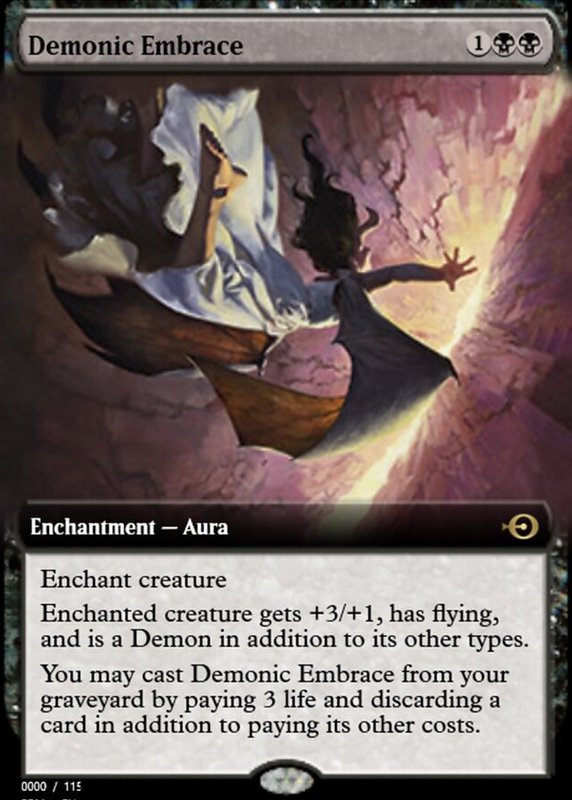 Demonic Embrace 1
Enchantment — Aura
Enchant creature
Enchanted creature gets +3/+1, has flying,
and is a Demon in addition to its other types.
You may cast Demonic Embrace from your
graveyard by paying 3 life and discarding a
card in addition to paying its other costs.
0000 / 115